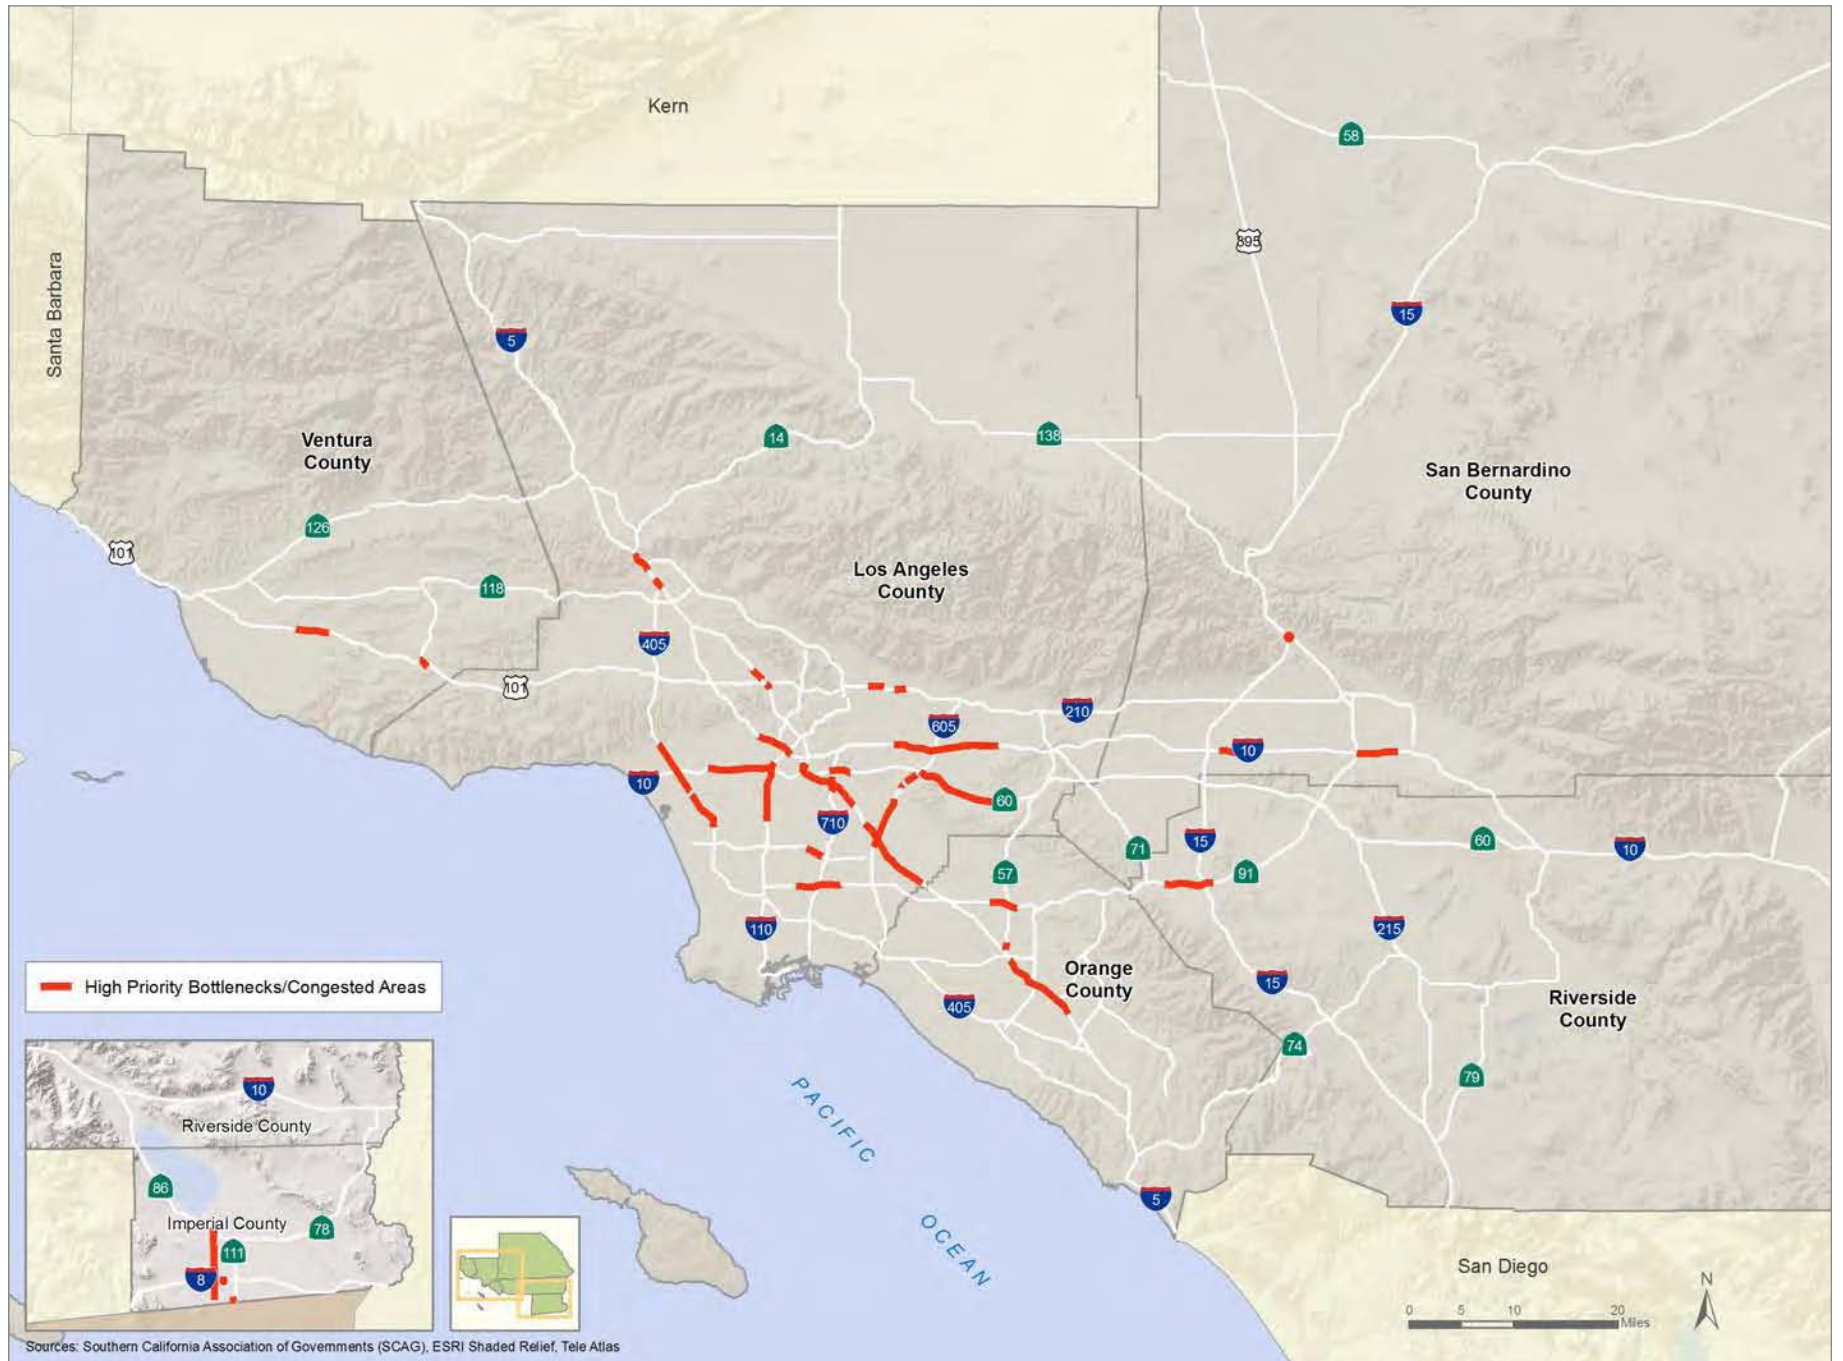 Kern
58
Santa Barbara
395
15
5
Ventura
County
14
138
San Bernardino
County
126
101
118
Los Angeles
County
405
101
605
210
10
10
60
710
15
71
60
10
57
91
110
215
Orange
County
15
405
Riverside
County
74
79
High Priority Bottlenecks/Congested Areas
10
Riverside County
86
Imperial County
78
111
8
PACIFIC
OCEAN
5
San Diego
N
0 5 10 20
Miles
Sources: Southern California Association of Governments (SCAG), ESRI Shaded Relief, Tele Atlas